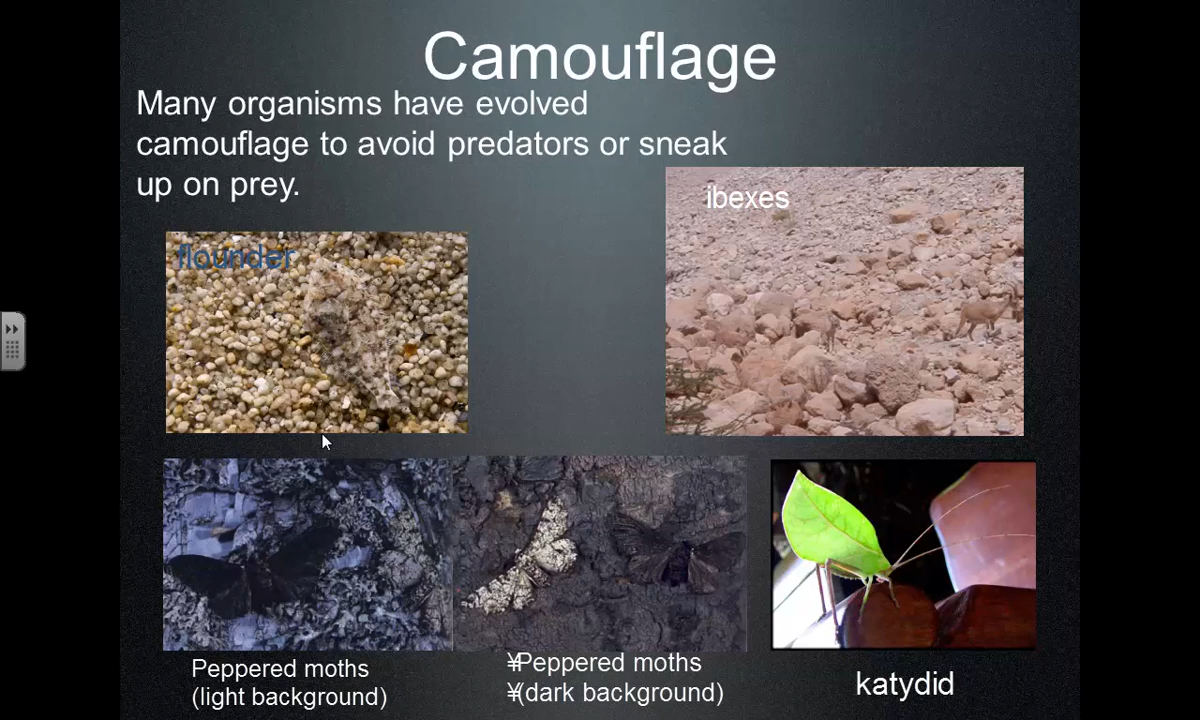 Camouflage
Many organisms have evolved
camouflage to avoid predators or sneak
up on prey.
ibexes
flounder
Peppered moths
(light background)
¥Peppered moths
¥(dark background)
katydid